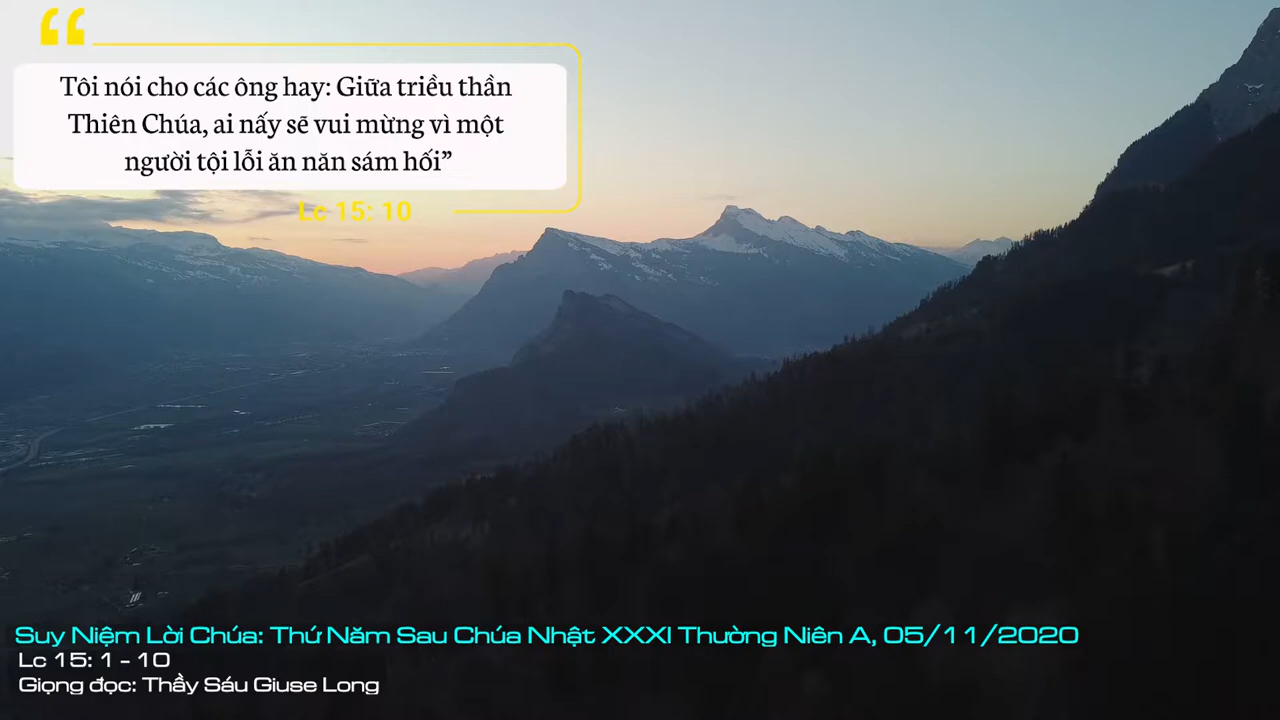 “
Tôi nói cho các ông hay: Giữa triều thần
Thiên Chúa, ai nấy sẽ vui mừng vì một
người tội lỗi ăn năn sám hối”
Lc 15: 10
Suy Niệm Lời Chúa: Thứ Năm Sau Chúa Nhật XXXI Thường Niên A, 05/11/2020
Lc 15: 1 - 10
Giọng đọc: Thầy Sáu Giuse Long